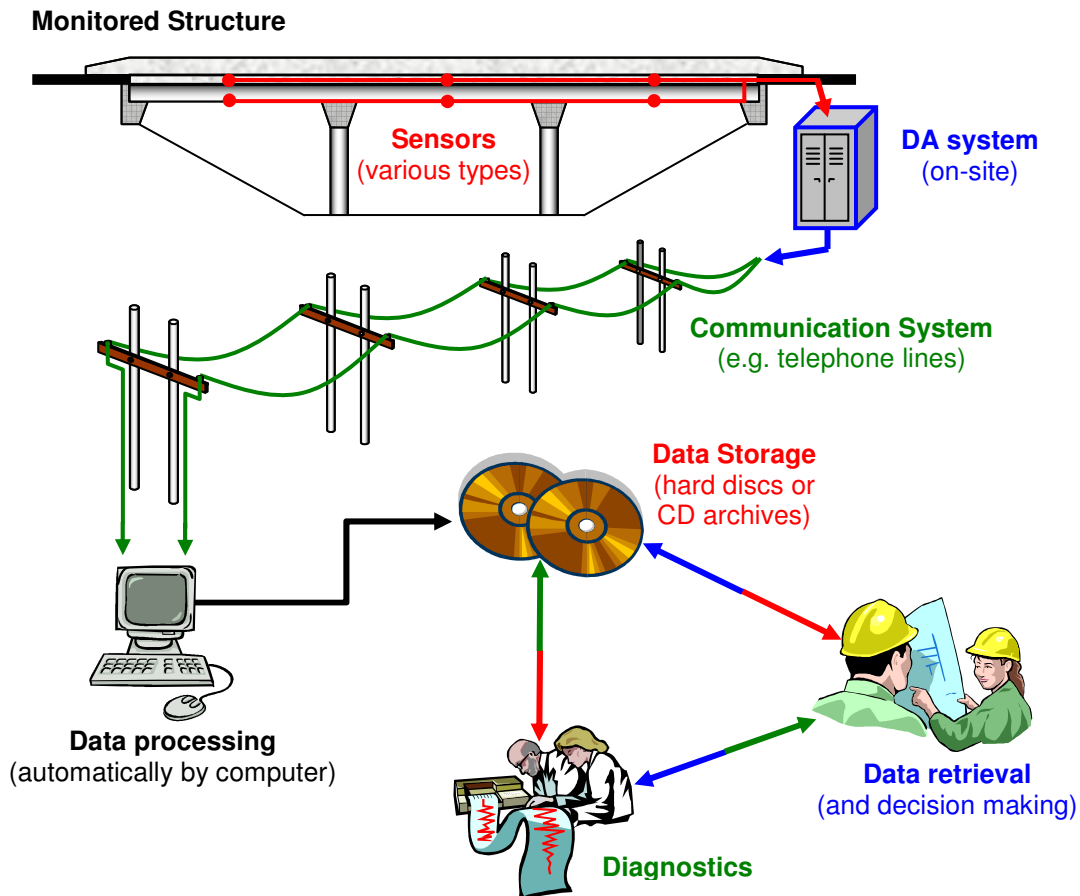 Monitored Structure
Sensors
(various types)
DA system
(on-site)
Communication System
(e.g. telephone lines)
Data Storage
(hard discs or
CD archives)
Data processing
(automatically by computer)
Data retrieval
(and decision making)
Diagnostics